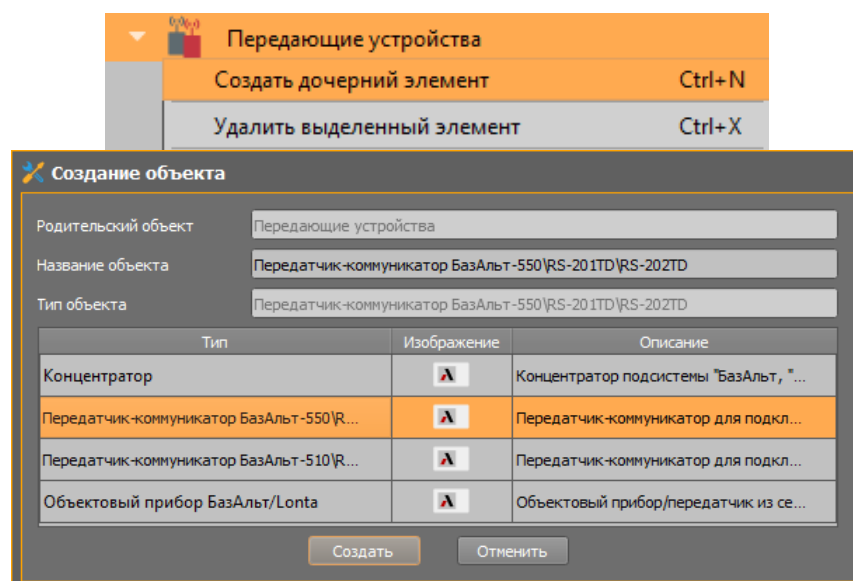 Передающие устройства
Создать дочерний элемент Ctrl+N
Удалить выделенный элемент Ctrl+X
Создание объекта
Родительский объект Передающие устройства
Название объекта Передатчик-коммуникатор БазАльт-550\RS-201TD\RS-202TD
Тип объекта Передатчик-коммуникатор БазАльт-550\RS-201TD\RS-202TD
Тип Изображение Описание
Концентратор Концентратор подсистемы "БазАльт, "...
Передатчик-коммуникатор БазАльт-550\R... Передатчик-коммуникатор для подкл...
Передатчик-коммуникатор БазАльт-510\R... Передатчик-коммуникатор для подкл...
Объектовый прибор БазАльт/Lonta Объектовый прибор/передатчик из се...
Создать Отменить